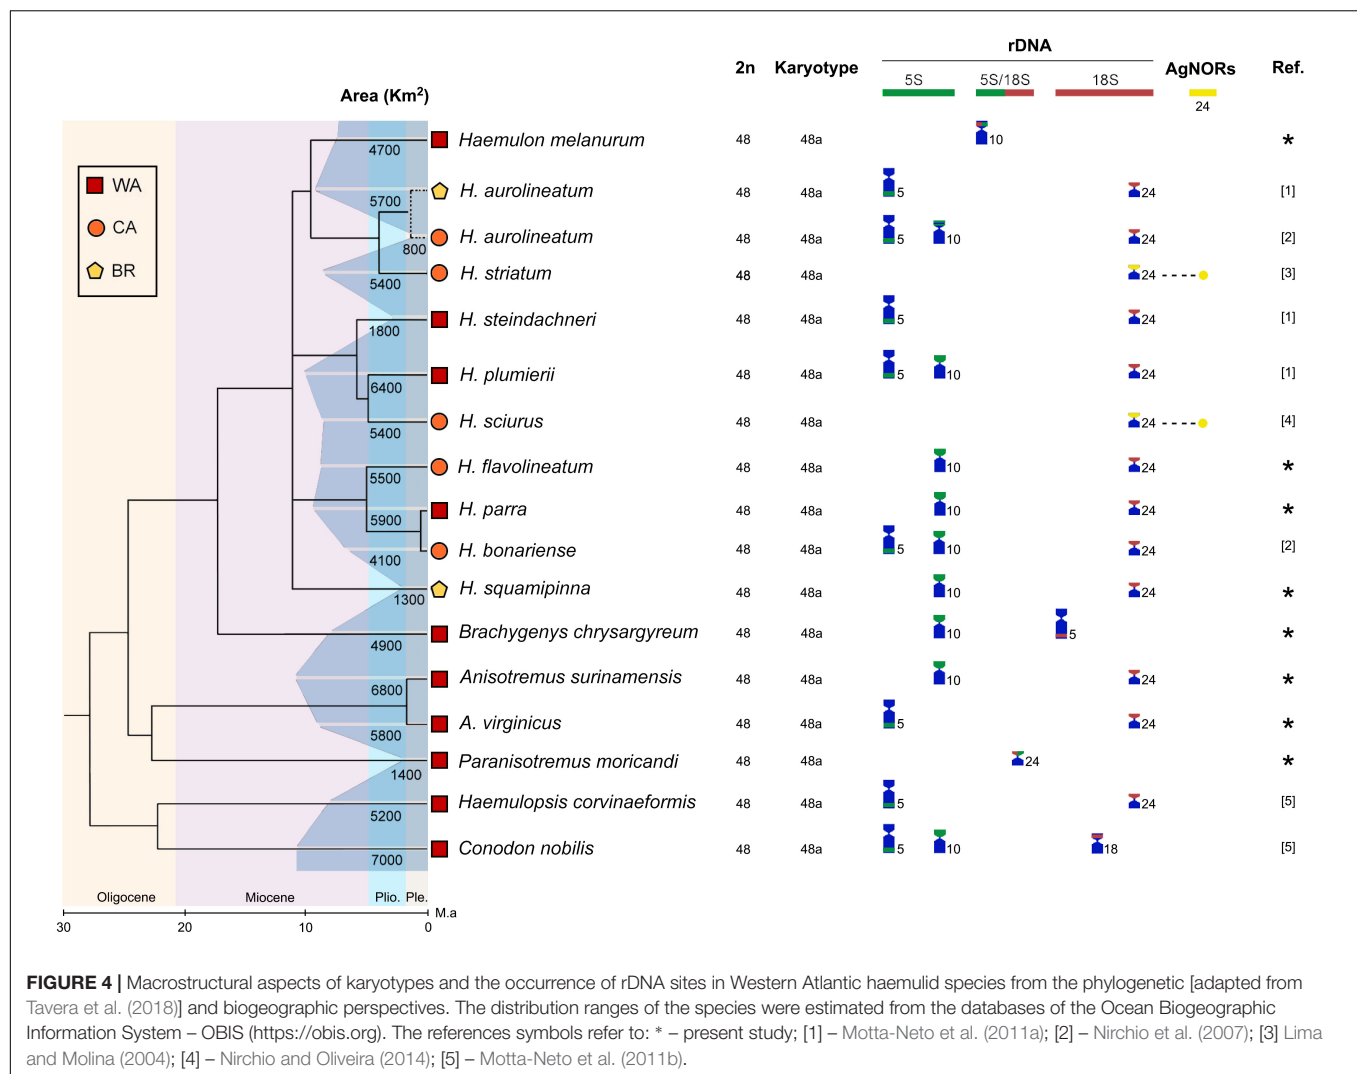 rDNA
2n Karyotype 5S 5S/18S 18S AgNORs Ref.
24
Area (Km2)
WA
CA
BR
4700 Haemulon melanurum 48 48a 10 *
5700 H. aurolineatum 48 48a 5 24 [1]
800 H. aurolineatum 48 48a 5 10 24 [2]
5400 H. striatum 48 48a 24 [3]
1800 H. steindachneri 48 48a 5 24 [1]
6400 H. plumierii 48 48a 5 10 24 [1]
5400 H. sciurus 48 48a 24 [4]
5500 H. flavolineatum 48 48a 10 24 *
5900 H. parra 48 48a 10 24 *
4100 H. bonariense 48 48a 5 10 24 [2]
1300 H. squamipinna 48 48a 10 24 *
4900 Brachygenys chrysargyreum 48 48a 10 5 *
6800 Anisotremus surinamensis 48 48a 10 24 *
5800 A. virginicus 48 48a 5 24 *
1400 Paranisotremus moricandi 48 48a 24 *
5200 Haemulopsis corvinaeformis 48 48a 5 24 [5]
7000 Conodon nobilis 48 48a 5 10 18 [5]
Oligocene Miocene Plio. Ple.
M.a
30 20 10 0
FIGURE 4 | Macrostructural aspects of karyotypes and the occurrence of rDNA sites in Western Atlantic haemulid species from the phylogenetic [adapted from
Tavera et al. (2018)] and biogeographic perspectives. The distribution ranges of the species were estimated from the databases of the Ocean Biogeographic
Information System – OBIS (https://obis.org). The references symbols refer to: * – present study; [1] – Motta-Neto et al. (2011a); [2] – Nirchio et al. (2007); [3] Lima
and Molina (2004); [4] – Nirchio and Oliveira (2014); [5] – Motta-Neto et al. (2011b).